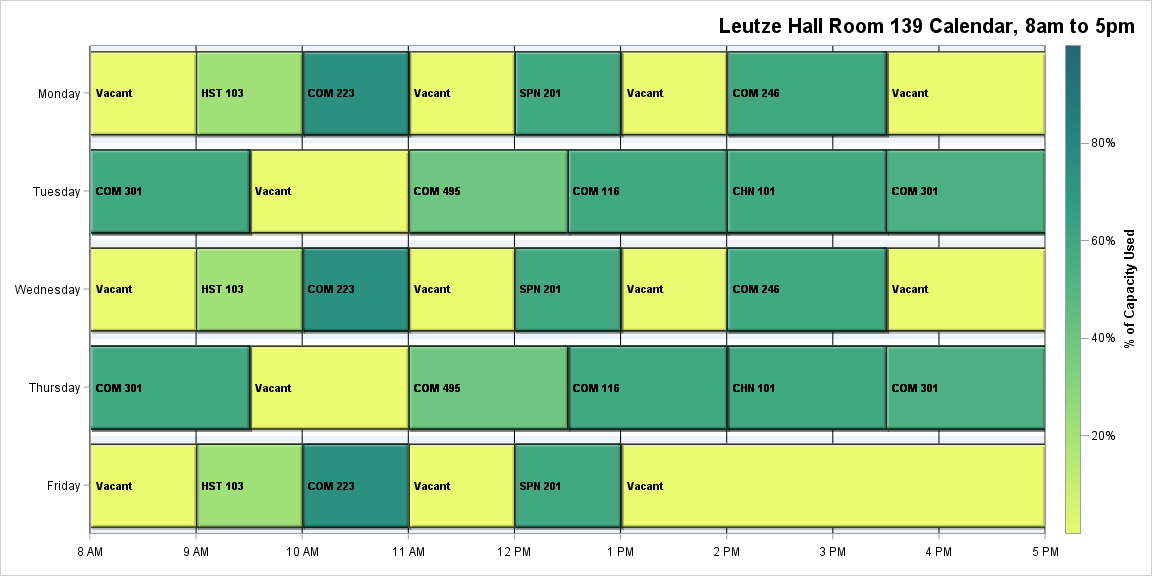 Leutze Hall Room 139 Calendar, 8am to 5pm
Monday
Vacant
HST 103
COM 223
Vacant
SPN 201
Vacant
COM 246
Vacant
Tuesday
COM 301
Vacant
COM 495
COM 116
CHN 101
COM 301
Wednesday
Vacant
HST 103
COM 223
Vacant
SPN 201
Vacant
COM 246
Vacant
Thursday
COM 301
Vacant
COM 495
COM 116
CHN 101
COM 301
Friday
Vacant
HST 103
COM 223
Vacant
SPN 201
Vacant
8 AM
9 AM
10 AM
11 AM
12 PM
1 PM
2 PM
3 PM
4 PM
5 PM
80%
60%
40%
20%
% of Capacity Used